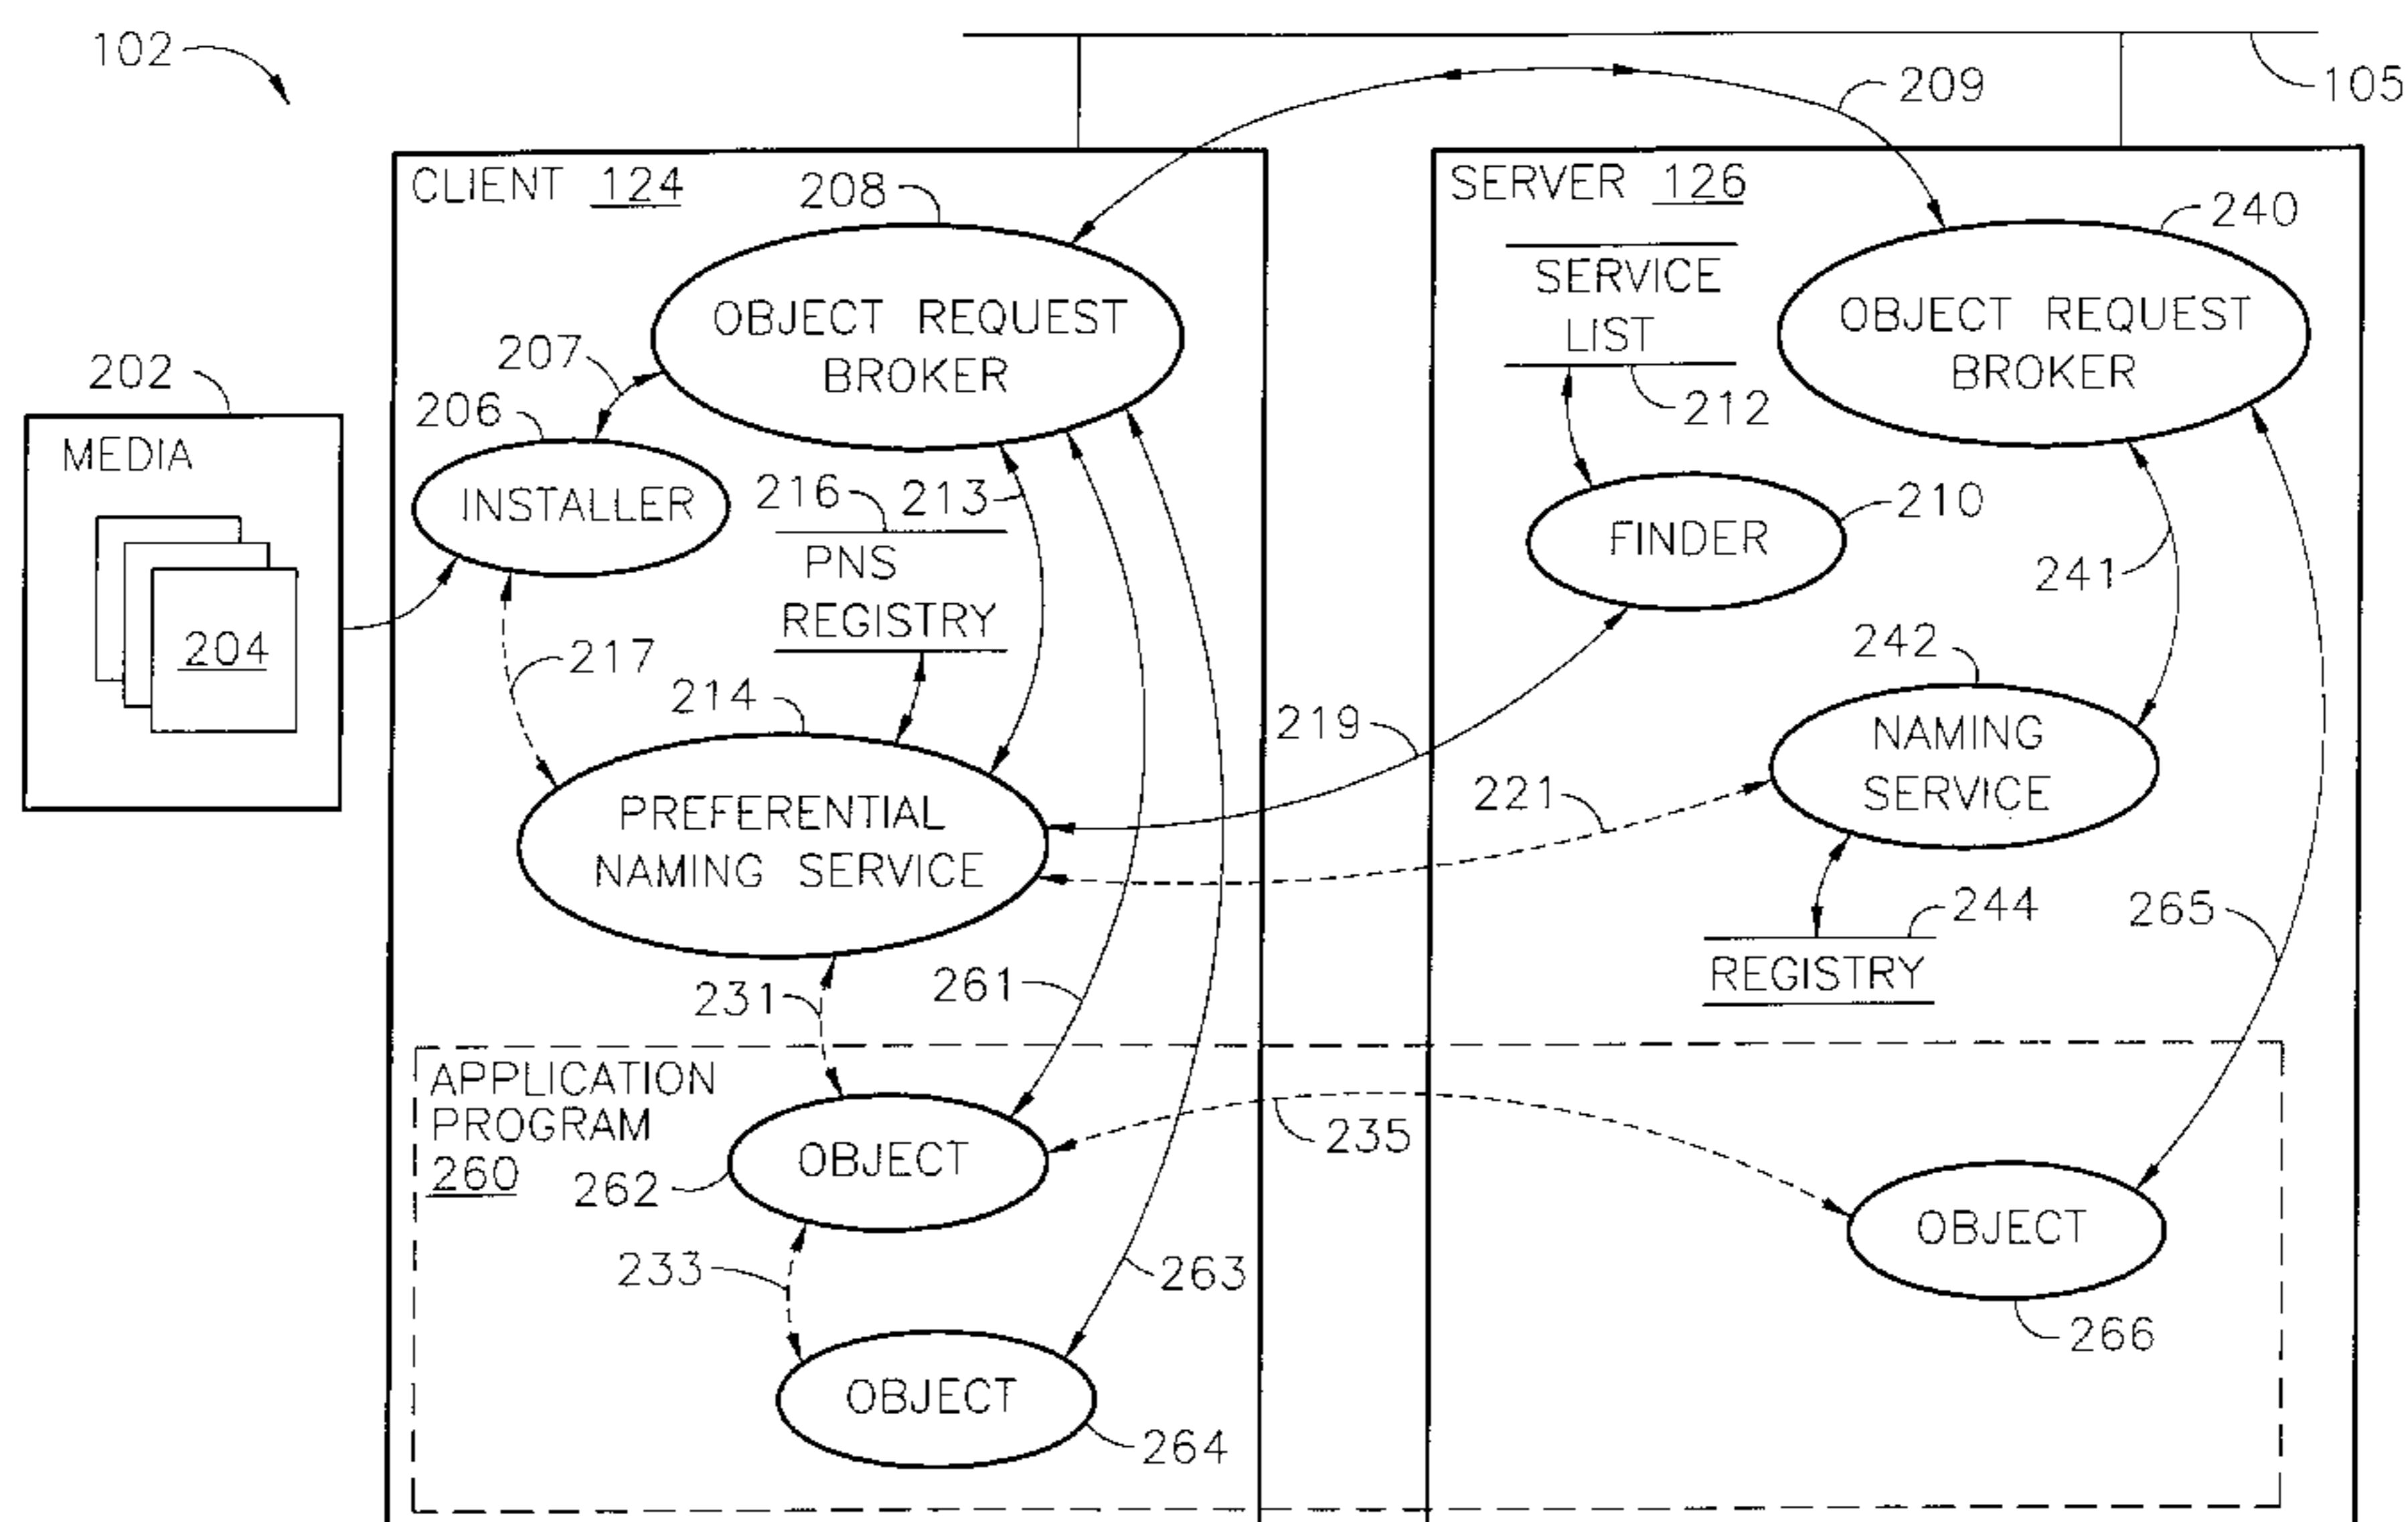 102
105
209
CLIENT 124
208
SERVER 126
240
SERVICE
LIST
212
OBJECT REQUEST
BROKER
OBJECT REQUEST
BROKER
207
202
206
MEDIA
INSTALLER
216
213
PNS
REGISTRY
FINDER
210
241
204
217
214
242
219
NAMING
SERVICE
221
PREFERENTIAL
NAMING SERVICE
244
265
REGISTRY
231
261
APPLICATION
PROGRAM
260
262
OBJECT
235
OBJECT
233
263
266
OBJECT
264